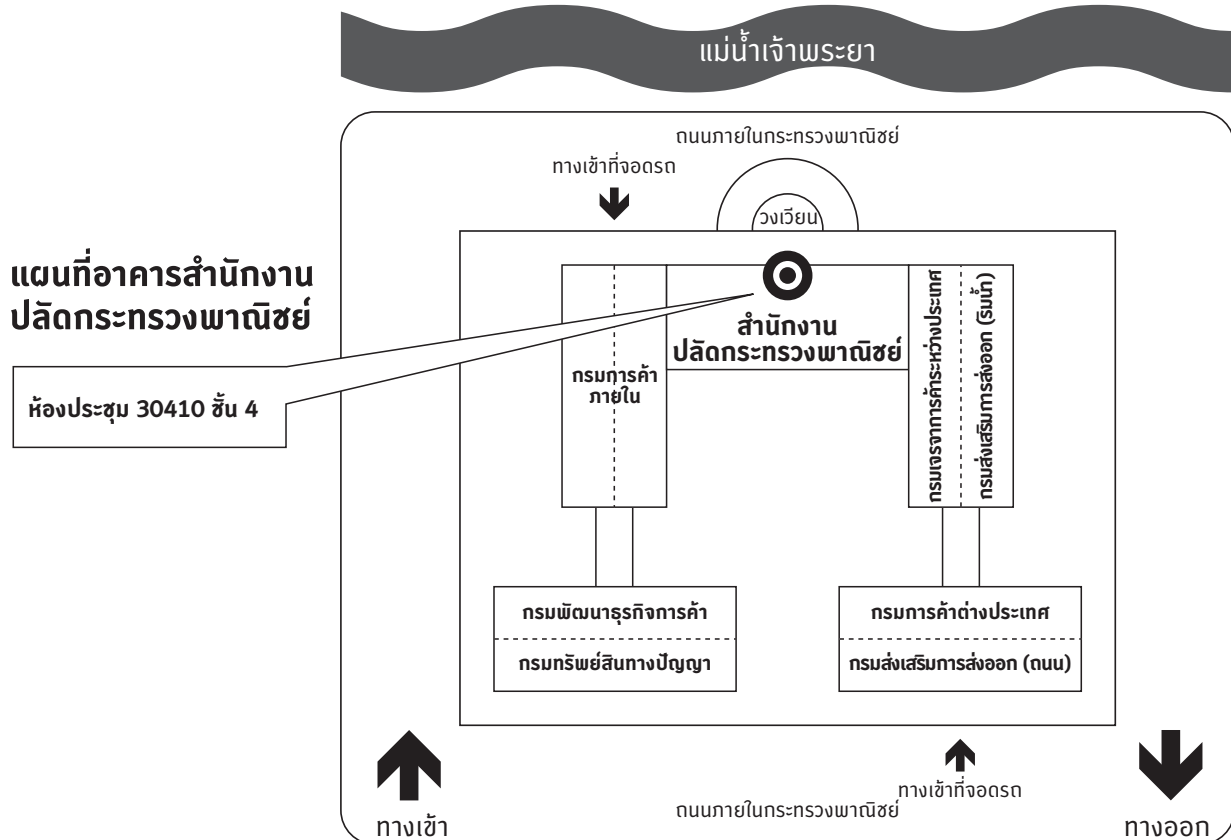 แม่น้ำเจ้าพระยา
ถนนภายในกระทรวงพาณิชย์
ทางเข้าที่จอดรถ
วงเวียน
แผนที่อาคารสำนักงาน
ปลัดกระทรวงพาณิชย์
ห้องประชุม 30410 ชั้น 4
สำนักงาน
ปลัดกระทรวงพาณิชย์
กรมการค้า
ภายใน
กรมเจรจาการค้าระหว่างประเทศ
กรมส่งเสริมการส่งออก (ริมน้ำ)
กรมพัฒนาธุรกิจการค้า
กรมทรัพย์สินทางปัญญา
กรมการค้าต่างประเทศ
กรมส่งเสริมการส่งออก (ถนน)
ทางเข้า
ถนนภายในกระทรวงพาณิชย์
ทางเข้าที่จอดรถ
ทางออก